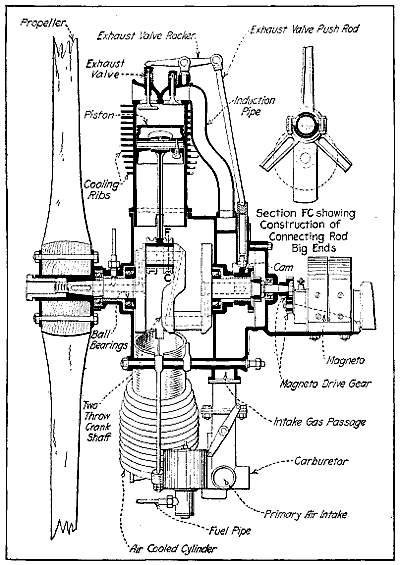 Propeller
Exhaust Valve Rocker
Exhaust Valve Push Rod
Exhaust
Valve
Induction
Pipe
Piston
Cooling
Ribs
Section FC showing
Construction of
Connecting Rod
Big Ends
F
C
Cam
Ball
Bearings
Magneto
Magneto Drive Gear
Two
Throw
Crank
Shaft
Intake Gas Passage
Carburetor
Primary Air Intake
Fuel Pipe
Air Cooled Cylinder